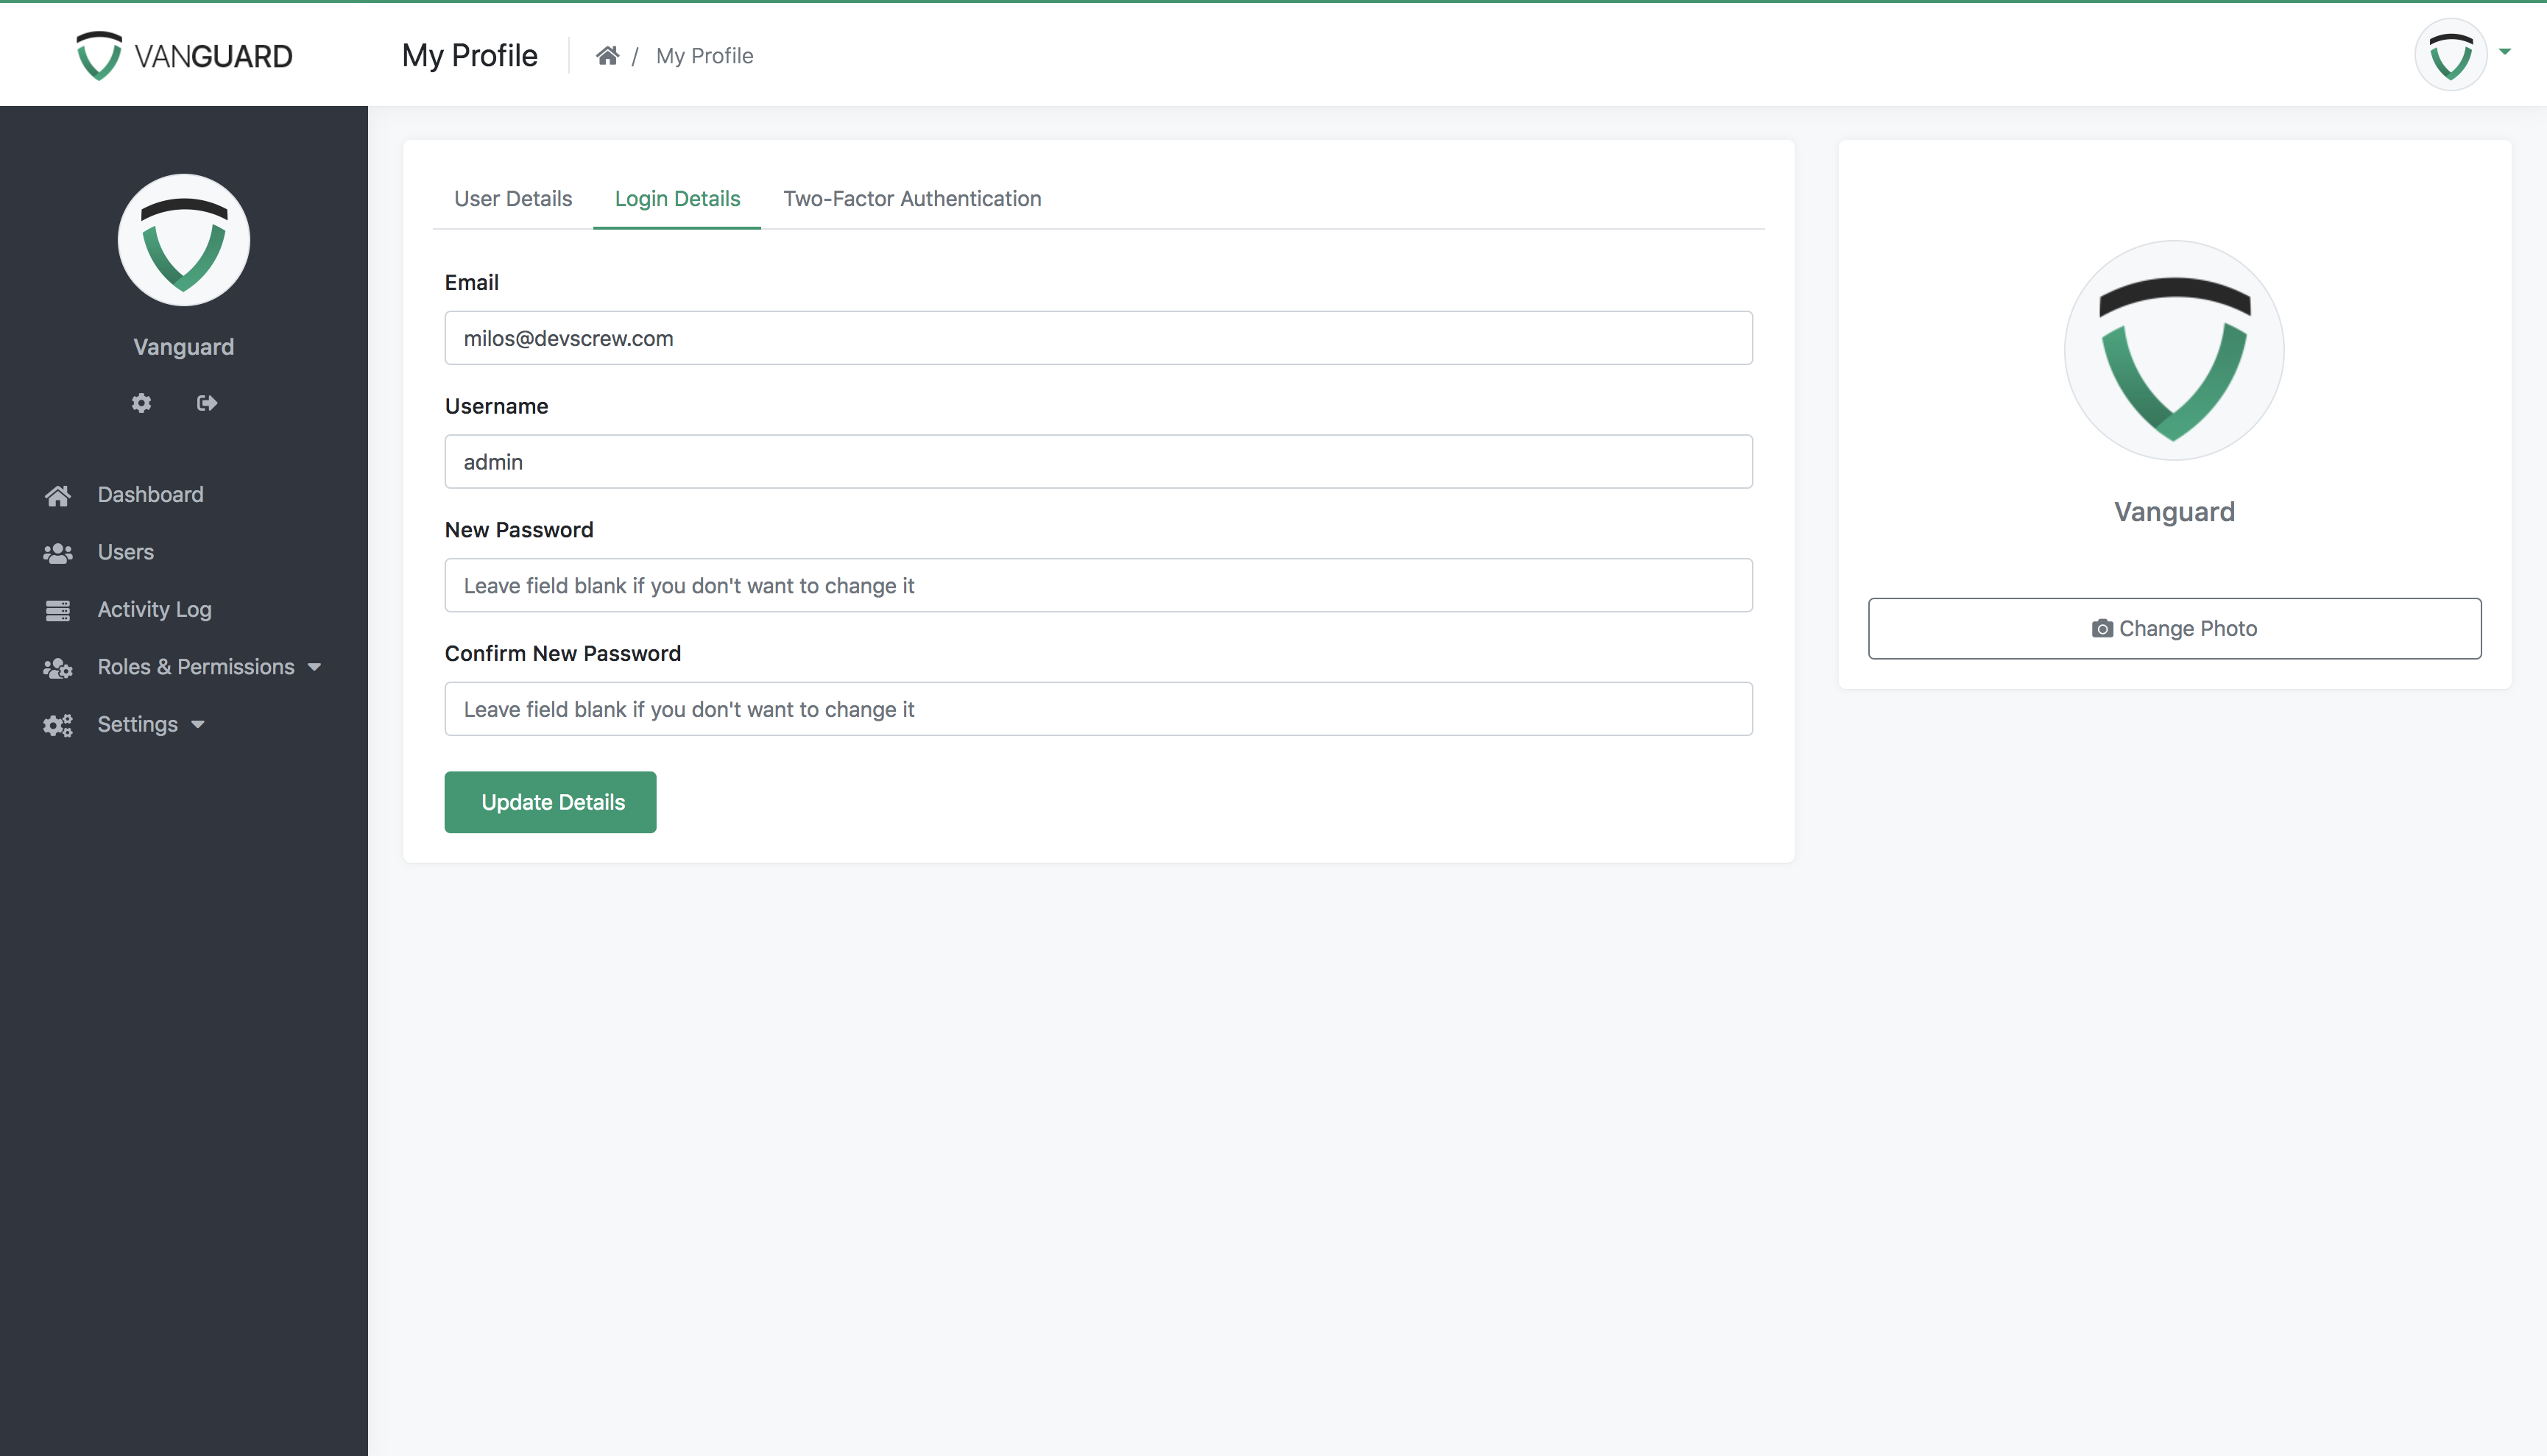 VANGUARD
My Profile
/ My Profile
Vanguard
Dashboard
Users
Activity Log
Roles & Permissions
Settings
User Details
Login Details
Two-Factor Authentication
Email
milos@devscrew.com
Username
admin
New Password
Leave field blank if you don't want to change it
Confirm New Password
Leave field blank if you don't want to change it
Update Details
Vanguard
Change Photo